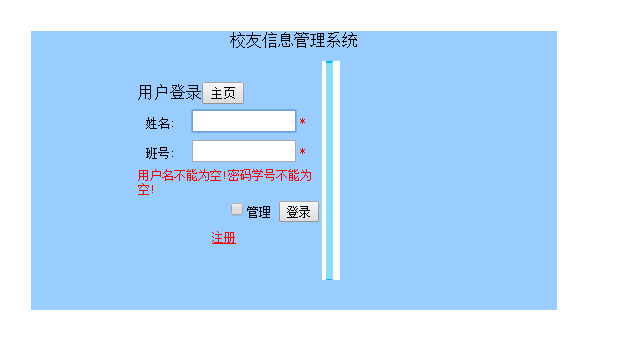 校友信息管理系统
用户登录 主页
姓名: *
班号: *
用户名不能为空!密码学号不能为
空!
管理 登录
注册